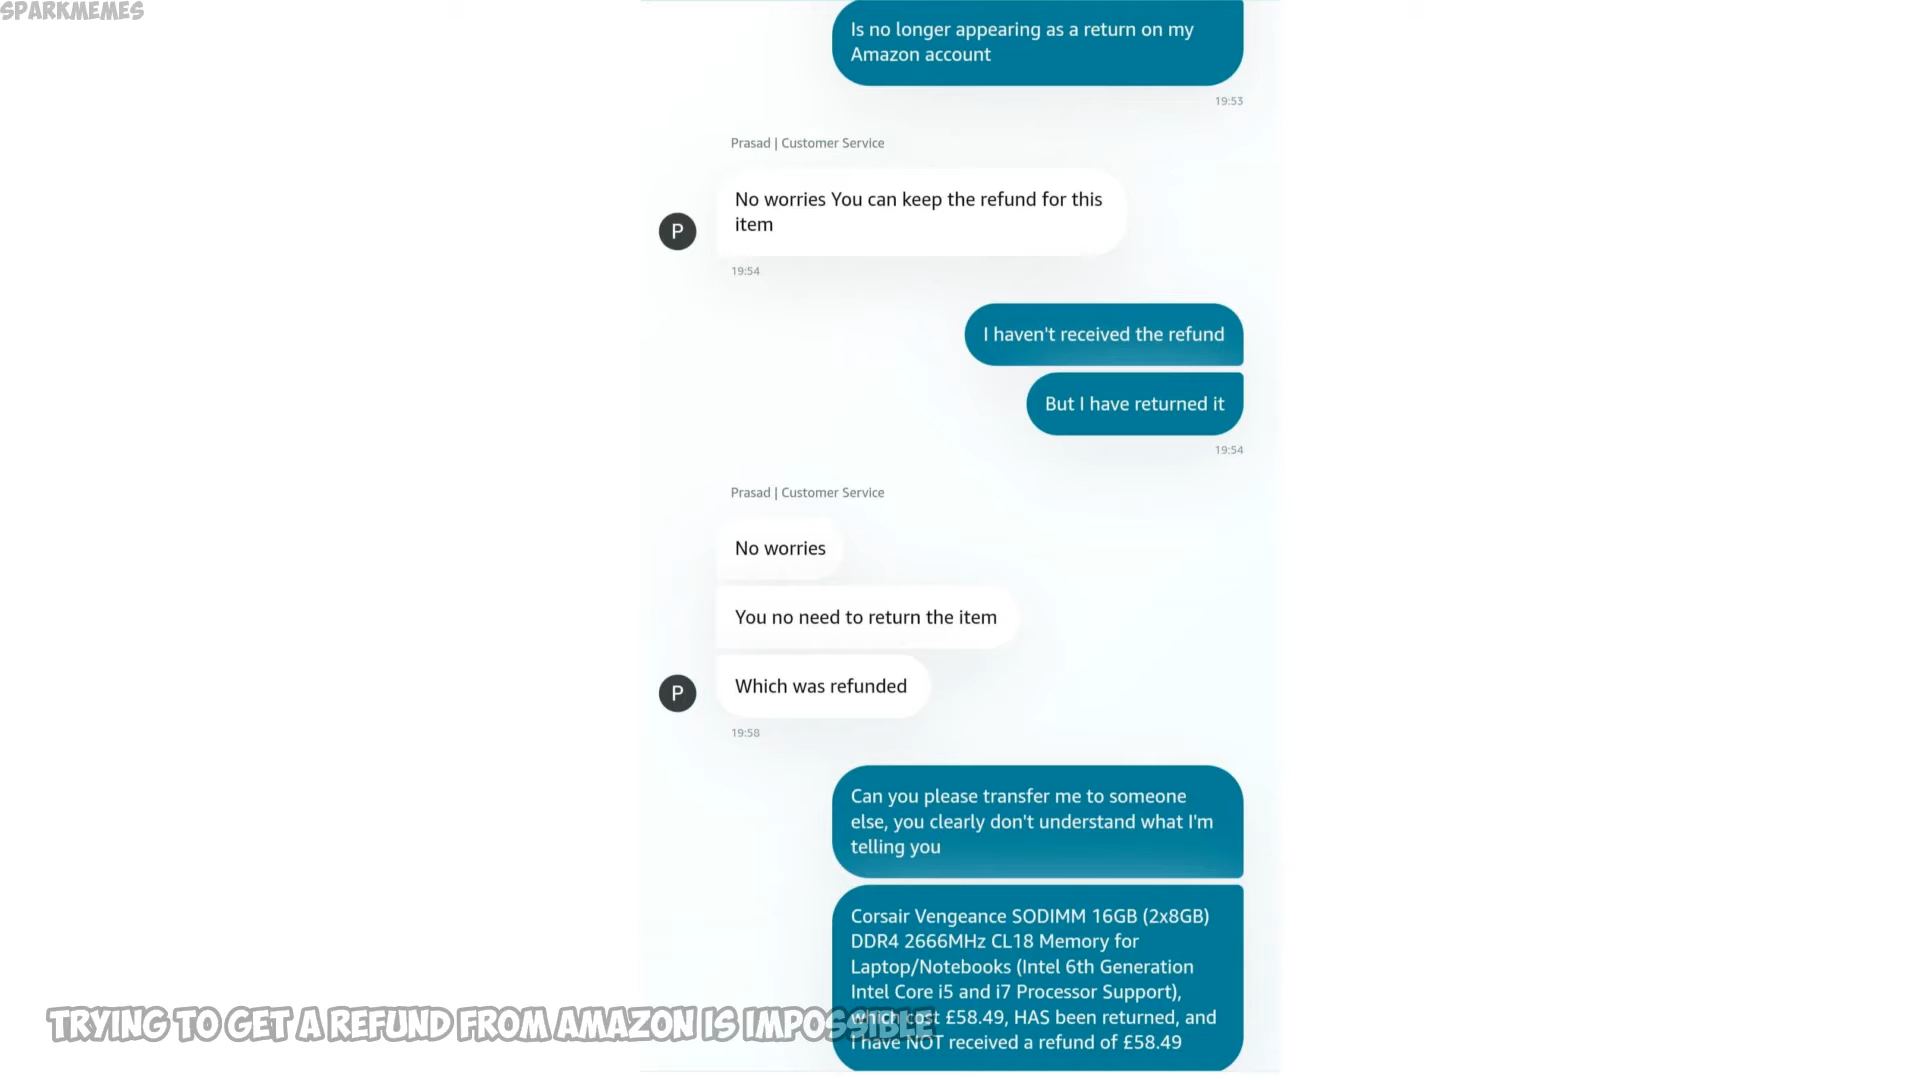 SPARKMEMES
Is no longer appearing as a return on my
Amazon account
19:53
Prasad | Customer Service
No worries You can keep the refund for this
item
P
19:54
I haven't received the refund
But I have returned it
19:54
Prasad | Customer Service
No worries
You no need to return the item
Which was refunded
P
19:58
Can you please transfer me to someone
else, you clearly don't understand what I'm
telling you
Corsair Vengeance SODIMM 16GB (2x8GB)
DDR4 2666MHz CL18 Memory for
Laptop/Notebooks (Intel 6th Generation
Intel Core i5 and i7 Processor Support),
which cost £58.49, HAS been returned, and
I have NOT received a refund of £58.49
TRYING TO GET A REFUND FROM AMAZON IS IMPOSSIBLE